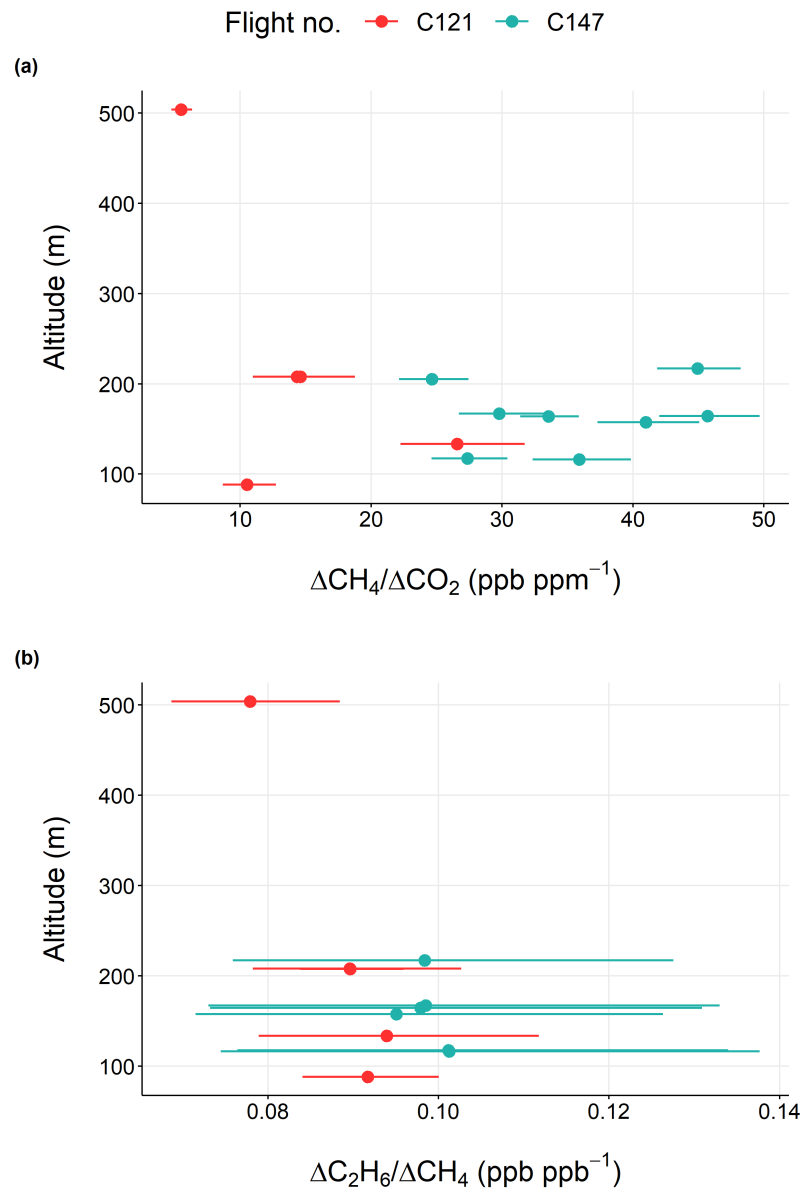 Flight no. C121 C147
(a)
500
400
300
200
100
Altitude (m)
10 20 30 40 50
ΔCH₄/ΔCO₂ (ppb ppm⁻¹)
(b)
500
400
300
200
100
Altitude (m)
0.08 0.10 0.12 0.14
ΔC₂H₆/ΔCH₄ (ppb ppb⁻¹)